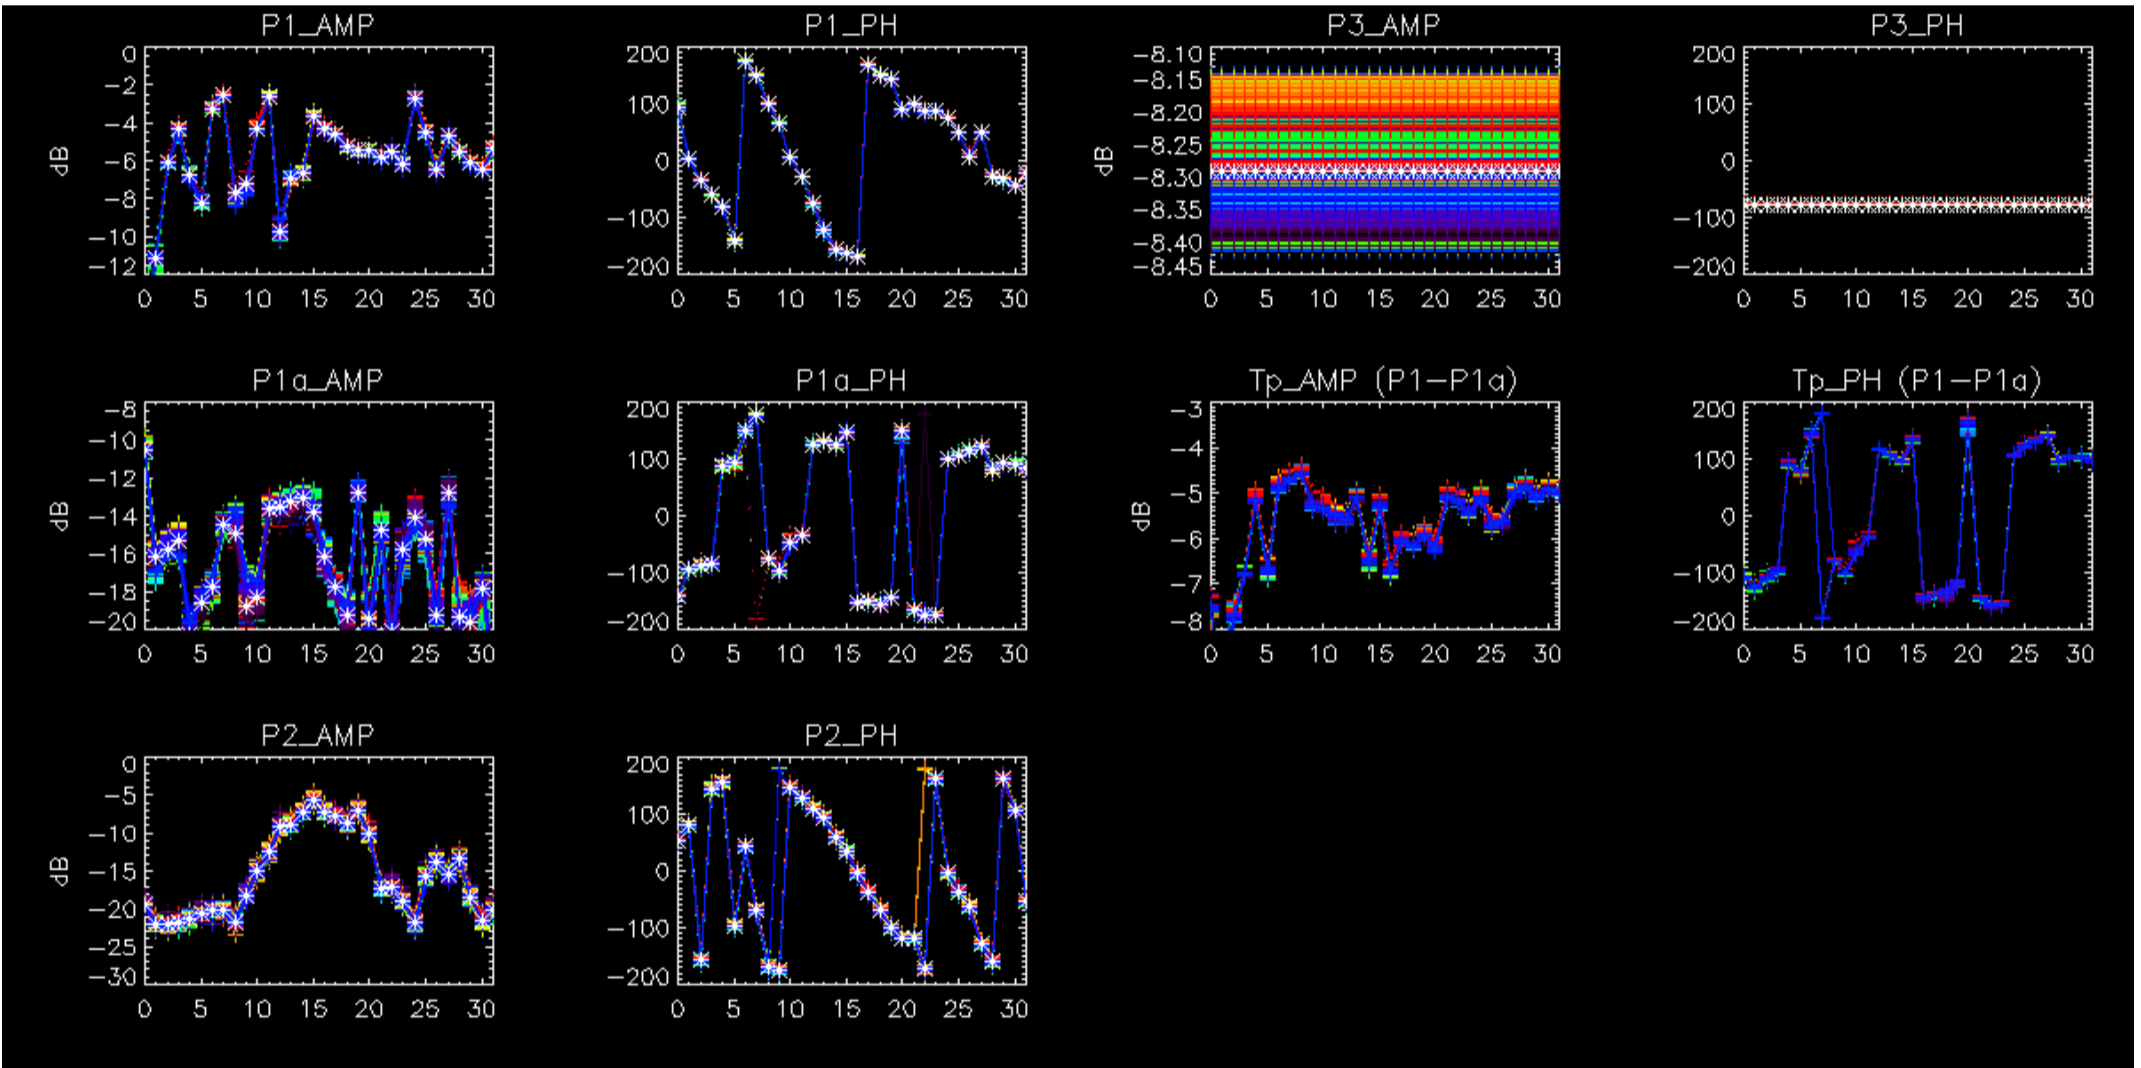 P1_AMP P1_PH P3_AMP P3_PH
0 -2 -4 -6 -8 -10 -12
dB
0 5 10 15 20 25 30
200 100 0 -100 -200
0 5 10 15 20 25 30
-8.10 -8.15 -8.20 -8.25 -8.30 -8.35 -8.40 -8.45
dB
0 5 10 15 20 25 30
200 100 0 -100 -200
0 5 10 15 20 25 30
P1a_AMP P1a_PH Tp_AMP (P1-P1a) Tp_PH (P1-P1a)
-8 -10 -12 -14 -16 -18 -20
dB
0 5 10 15 20 25 30
200 100 0 -100 -200
0 5 10 15 20 25 30
-3 -4 -5 -6 -7 -8
dB
0 5 10 15 20 25 30
200 100 0 -100 -200
0 5 10 15 20 25 30
P2_AMP P2_PH
0 -5 -10 -15 -20 -25 -30
dB
0 5 10 15 20 25 30
200 100 0 -100 -200
0 5 10 15 20 25 30